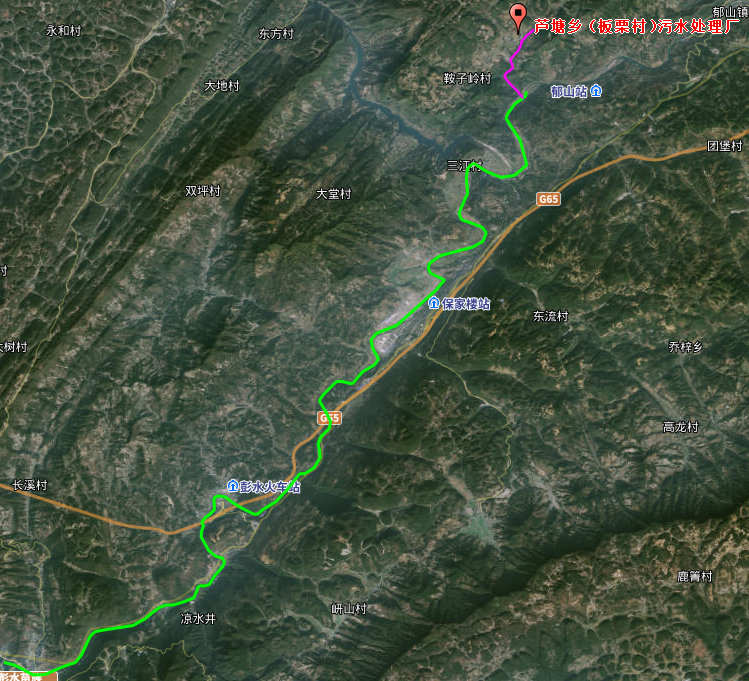 郁山镇
永和村
东方村
芦塘乡（板栗村)污水处理厂
鞍子岭村
大地村
郁山站
团堡村
三江村
双坪村
大堂村
G65
村
保家楼站
东流村
大树村
乔梓乡
G65
高龙村
长溪村
彭水火车站
鹿箐村
岍山村
凉水井